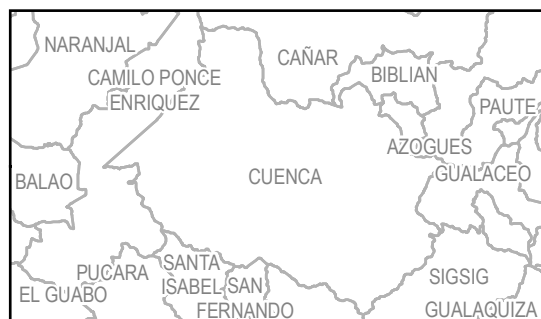 NARANJAL
CAÑAR
CAMILO PONCE
ENRIQUEZ
BIBLIAN
PAUTE
AZOGUES
GUALACEO
CUENCA
BALAO
SANTA
ISABEL
PUCARA
SAN
FERNANDO
SIGSIG
EL GUABO
GUALAQUIZA